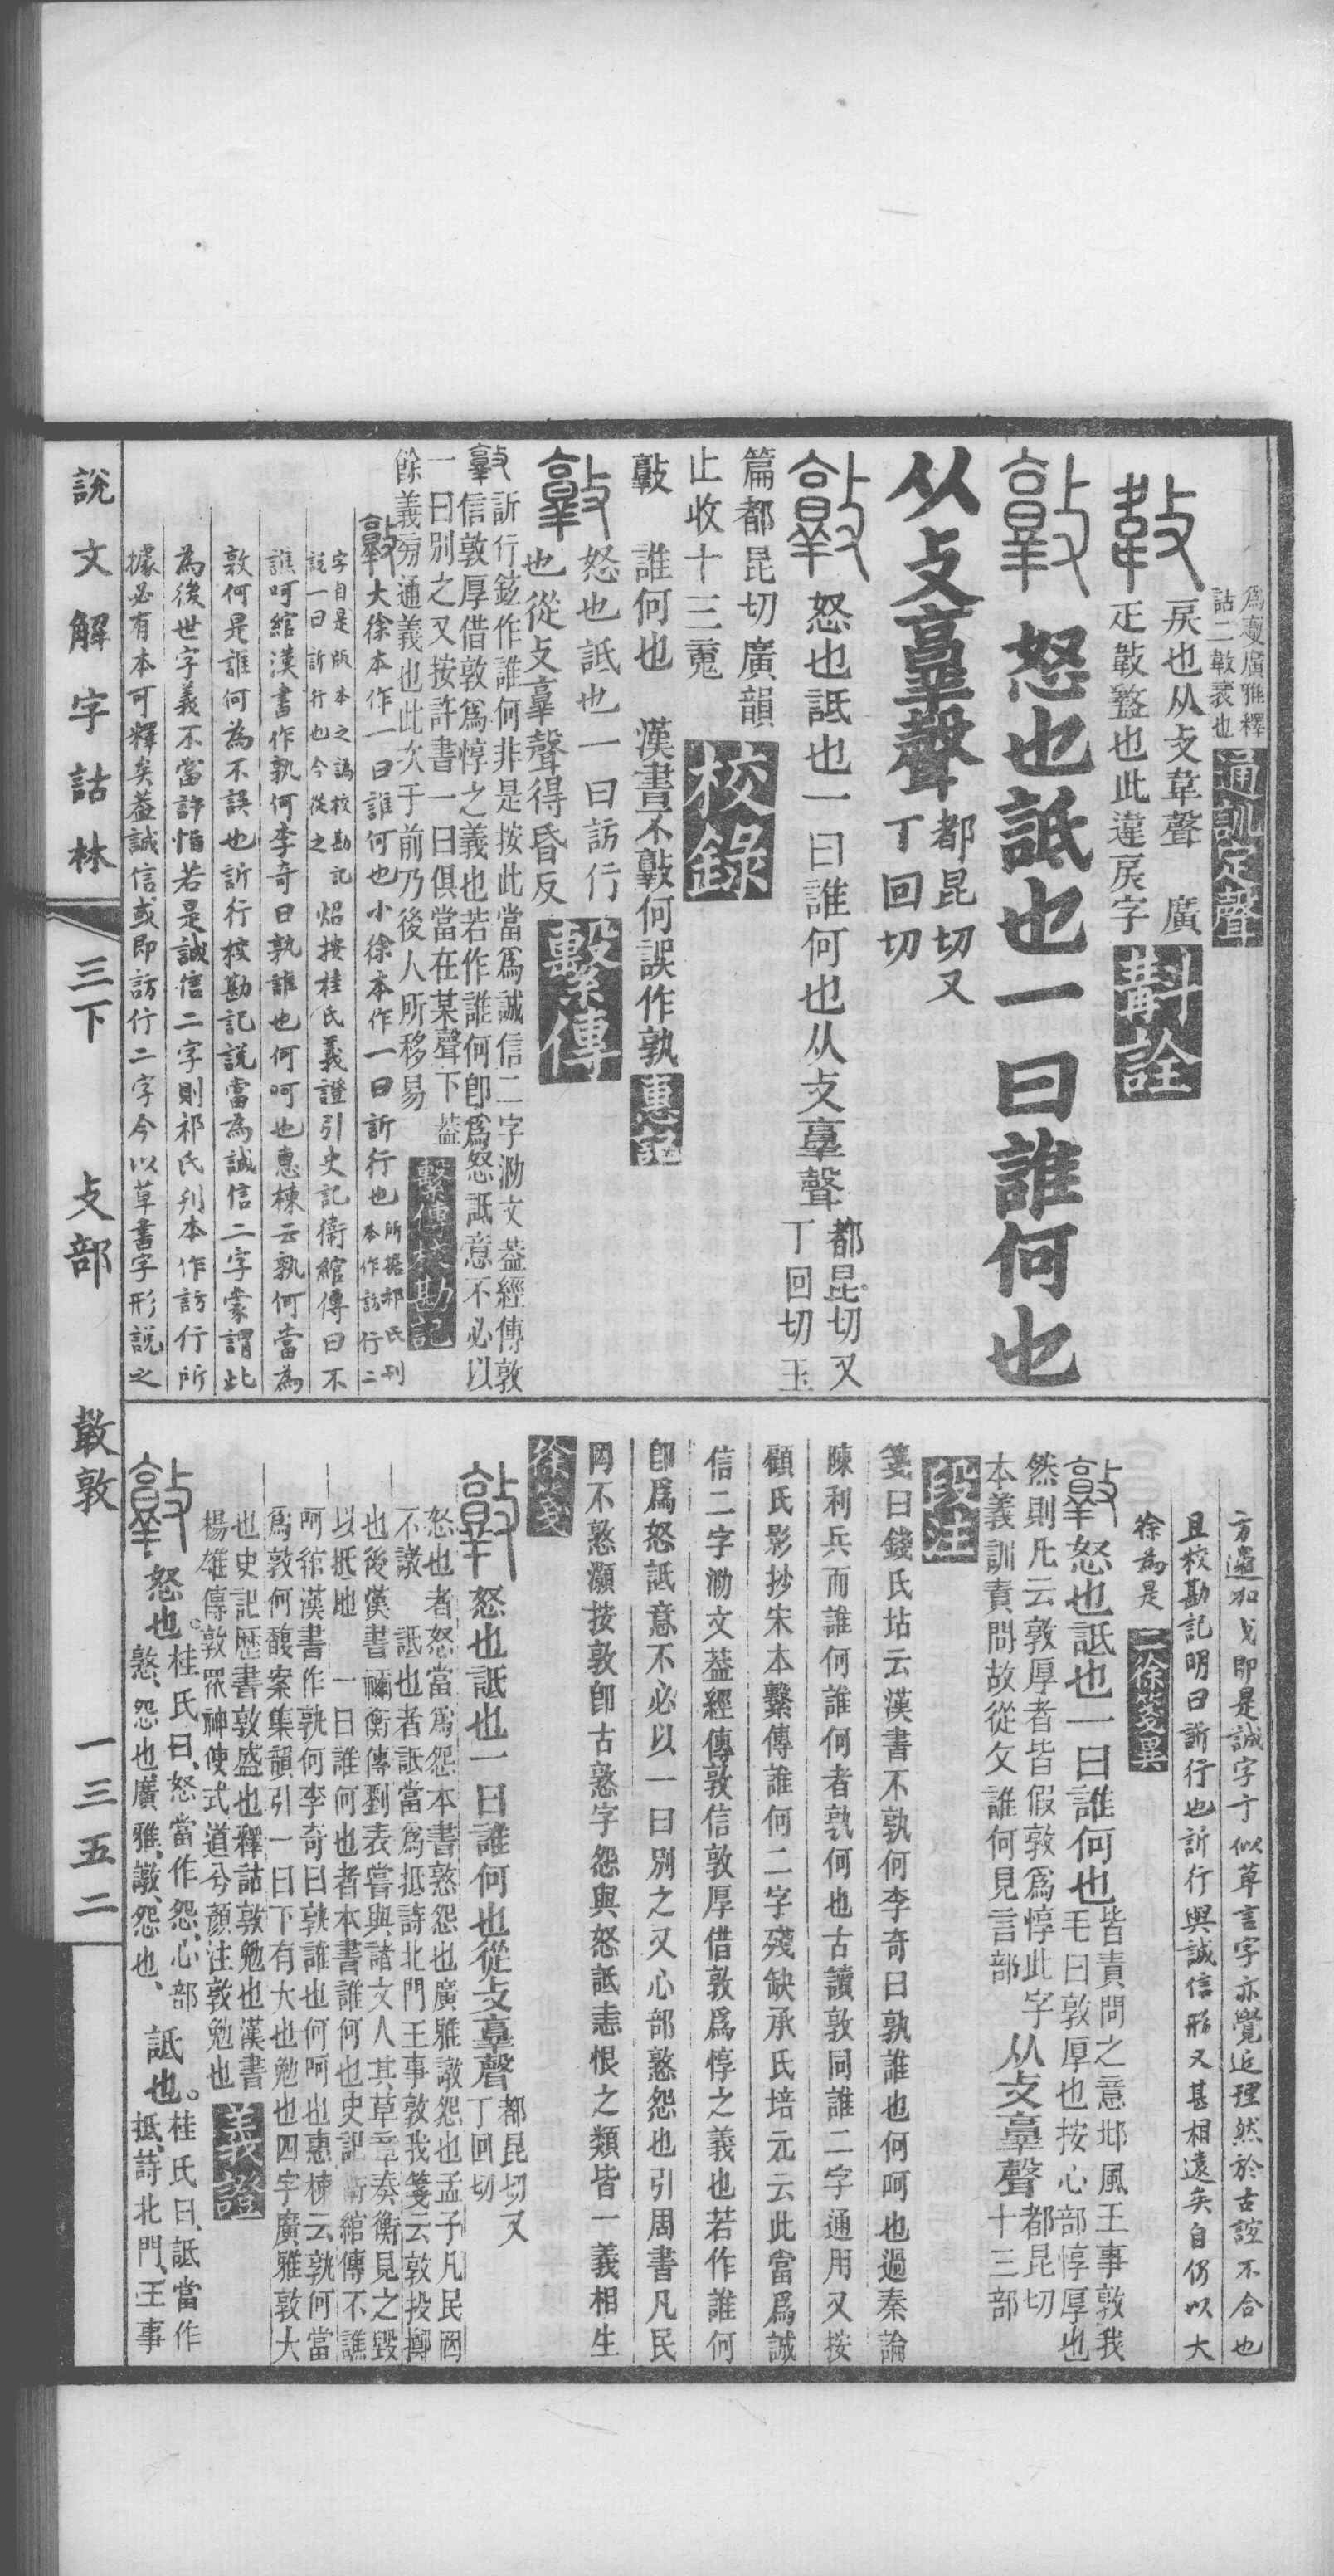 爲敻廣雅釋
詁二敼衺也
通訓定聲
戾也从攴韋聲 廣
疋敼盭也此違戾字
斠詮
怒也詆也一曰誰何也
从攴𦎫聲
都昆切又
丁回切
怒也詆也一曰誰何也从攴𦎫聲
都昆切又
丁回切玉
篇都昆切廣韻
止收十三䰟
校錄
誰何也 漢書不𢾷何誤作孰
惠記
怒也詆也一曰訪行
也從攴𦎫聲得昏反
繫傳
訢行鉉作誰何非是按此當爲誠信二字泐文葢經傳敦
信敦厚借敦爲惇之義也若作誰何卽爲怒詆意不必以
一曰別之又按許書一曰俱當在某聲下葢
餘義㫄通義也此次于前乃後人所移易
繫傳校勘記
大徐本作一曰誰何也小徐本作一曰訢行也
所據祁氏刊
本作訪行二
字自是版本之譌校勘記
說一曰訢行也今從之
炤按桂氏義證引史記衛綰傳曰不
譙呵綰漢書作孰何李奇曰孰誰也何呵也惠棟云孰何當為
敦何是誰何為不誤也訢行校勘記說當為誠信二字彖謂此
為後世字義不當許悟若是誠信二字則祁氏刊本作訪行所
據必有本可釋矣葢誠信或即訪行二字今以草書字形説之
說文解字詁林 三下 攴部 敼敦 一三五二
方邊加戈即是誠字亍似草言字亦覺近理然於古誼不合也
且校勘記明曰訢行也訢行與誠信形又甚相遠矣自仍以大
徐為是
二徐箋異
怒也詆也一曰誰何也
皆責問之意邶風王事敦我
毛曰敦厚也按心部惇厚也
然則凡云敦厚者皆假敦爲惇此字
本義訓責問故從攵誰何見言部
从攴𦎫聲
都昆切
十三部
段注
箋曰錢氏坫云漢書不孰何李奇曰孰誰也何呵也過秦論
陳利兵而誰何誰何者孰何也古讀敦同誰二字通用又按
顧氏影抄宋本繫傳誰何二字殘缺承氏培元云此當爲誠
信二字泐文葢經傳敦信敦厚借敦爲惇之義也若作誰何
卽爲怒詆意不必以一曰別之又心部憝怨也引周書凡民
罔不憝灝按敦卽古憝字怨與怒詆恚恨之類皆一義相生
徐箋
怒也詆也一曰誰何也從攴𦎫聲
都昆切又
丁回切
怒也者怒當爲怨本書憝怨也廣雅譈怨也孟子凡民罔
不譈 詆也者詆當爲抵詩北門王事敦我箋云敦投擲
也後漢書禰衡傳劉表嘗與諸文人共草章奏衡見之毀
以抵地 一曰誰何也者本書誰何也史記衛綰傳不譙
呵綰漢書作孰何李奇曰孰誰也何呵也惠棟云孰何當
爲敦何馥案集韻引一曰下有大也勉也四字廣雅敦大
也史記歷書敦盛也釋詁敦勉也漢書
楊雄傳敦眾神使式道兮顏注敦勉也
義證
怒也。桂氏曰、怒當作怨、心部
憝、怨也廣雅、譈、怨也、
詆也。桂氏曰、詆當作
抵、詩北門、王事